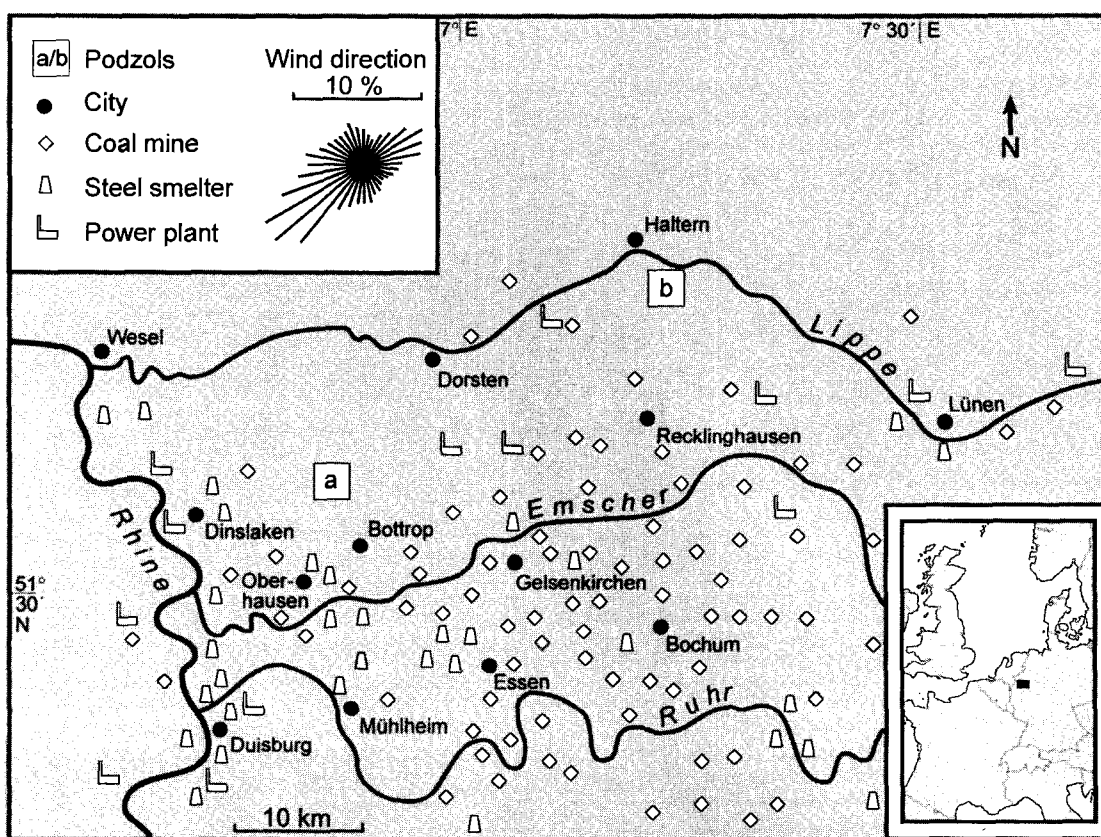 a/b Podzols
City
Coal mine
Steel smelter
Power plant
Wind direction
10 %
7° E
7° 30′ E
N
Haltern
b
Wesel
Lippe
Dorsten
Lünen
Recklinghausen
a
Emscher
Rhine
Dinslaken
Bottrop
51°
30′
N
Ober-
hausen
Gelsenkirchen
Bochum
Essen
Ruhr
Mühlheim
Duisburg
10 km